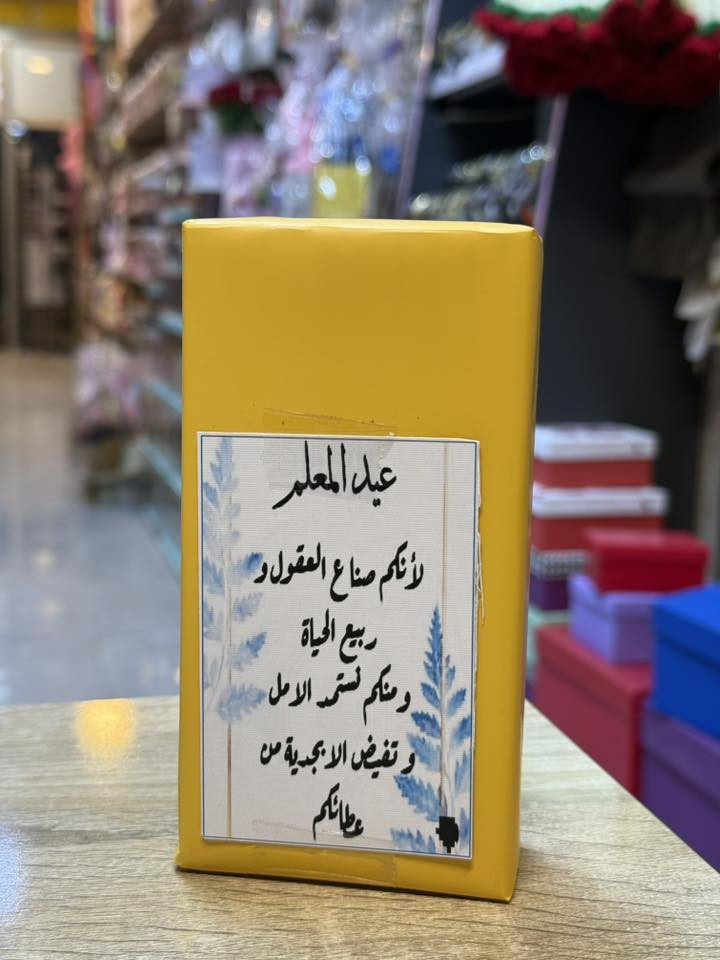 عيد المعلم
لأنكم صناع العقول و
ربيع الحياة
ومنكم نستمد الامل
و تفيض الابجدية من
عطائكم